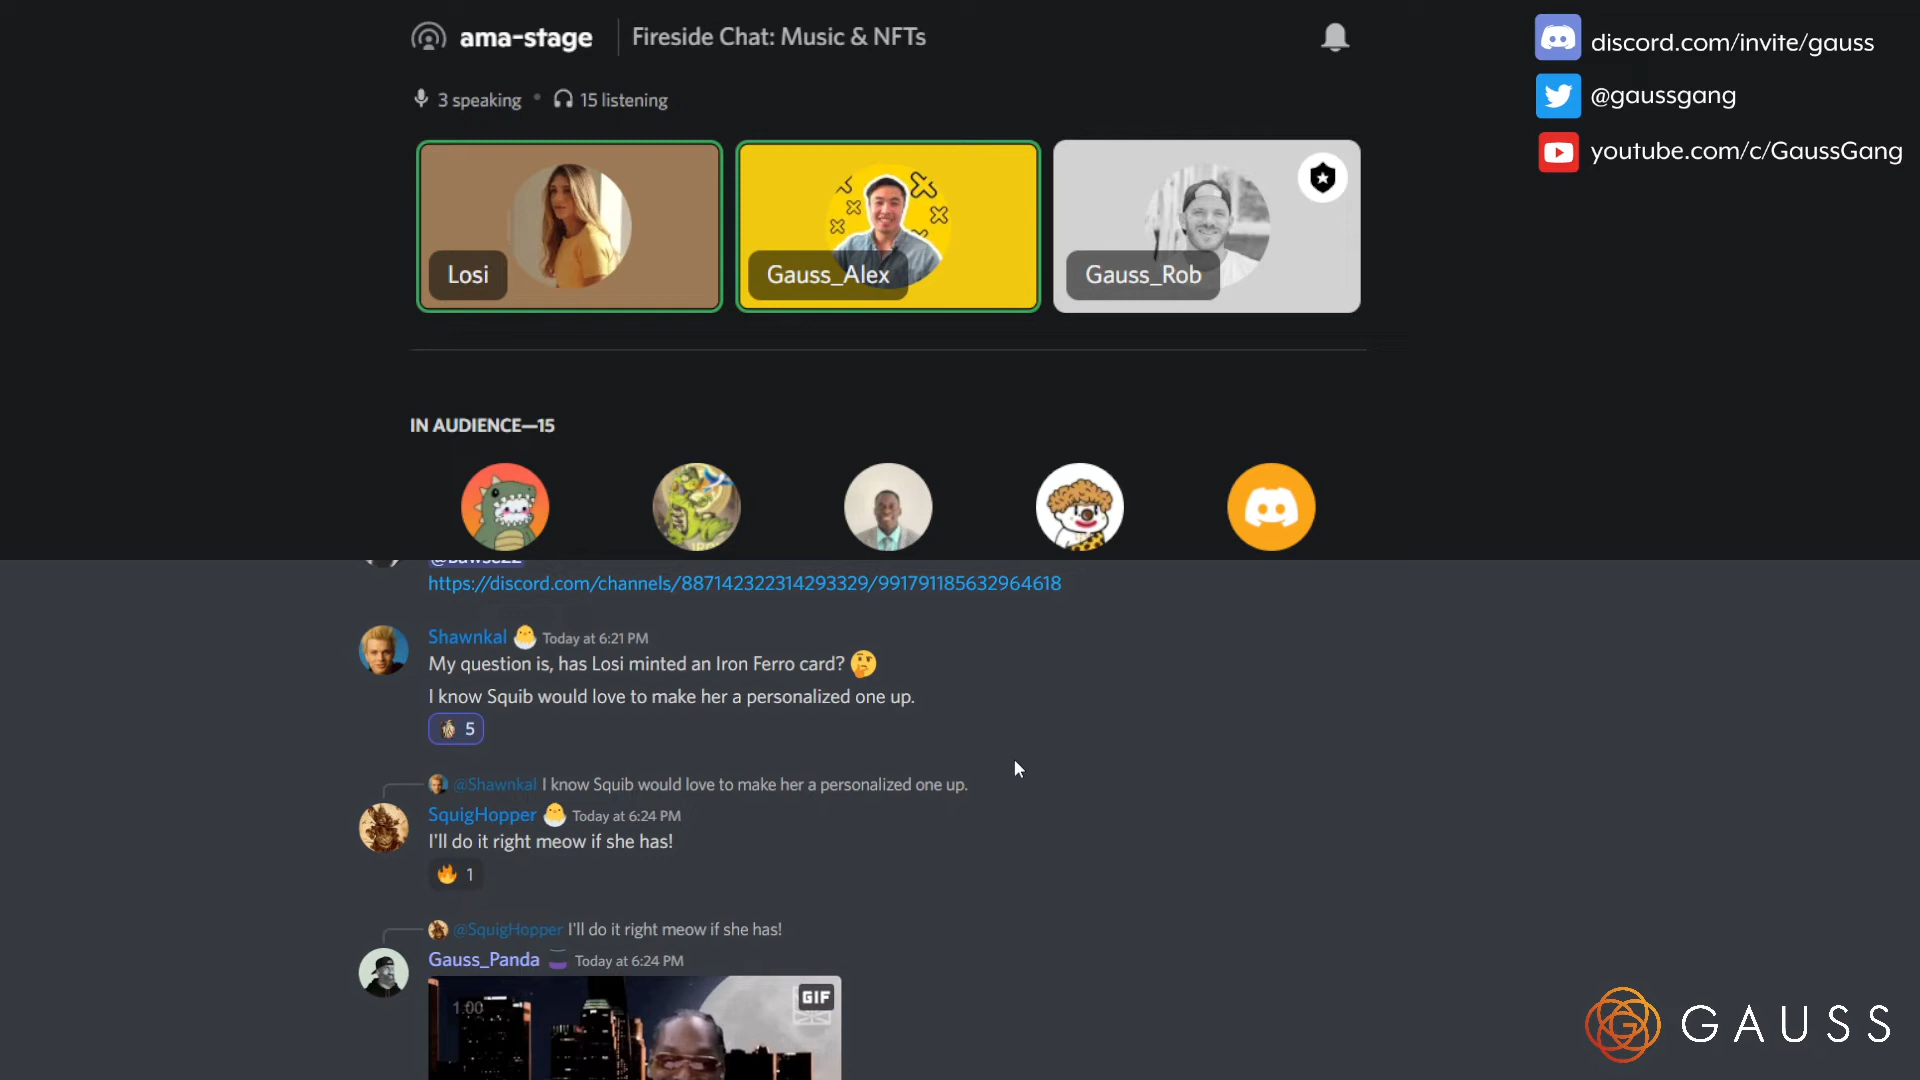 ama-stage
Fireside Chat: Music & NFTs
3 speaking • 15 listening
Losi
Gauss_Alex
Gauss_Rob
discord.com/invite/gauss
@gaussgang
youtube.com/c/GaussGang
IN AUDIENCE—15
https://discord.com/channels/887142322314293329/991791185632964618
Shawnkal Today at 6:21 PM
My question is, has Losi minted an Iron Ferro card? 🤔
I know Squib would love to make her a personalized one up.
5
@Shawnkal I know Squib would love to make her a personalized one up.
SquigHopper Today at 6:24 PM
I'll do it right meow if she has!
🔥 1
@SquigHopper I'll do it right meow if she has!
Gauss_Panda Today at 6:24 PM
1.00
GIF
GAUSS